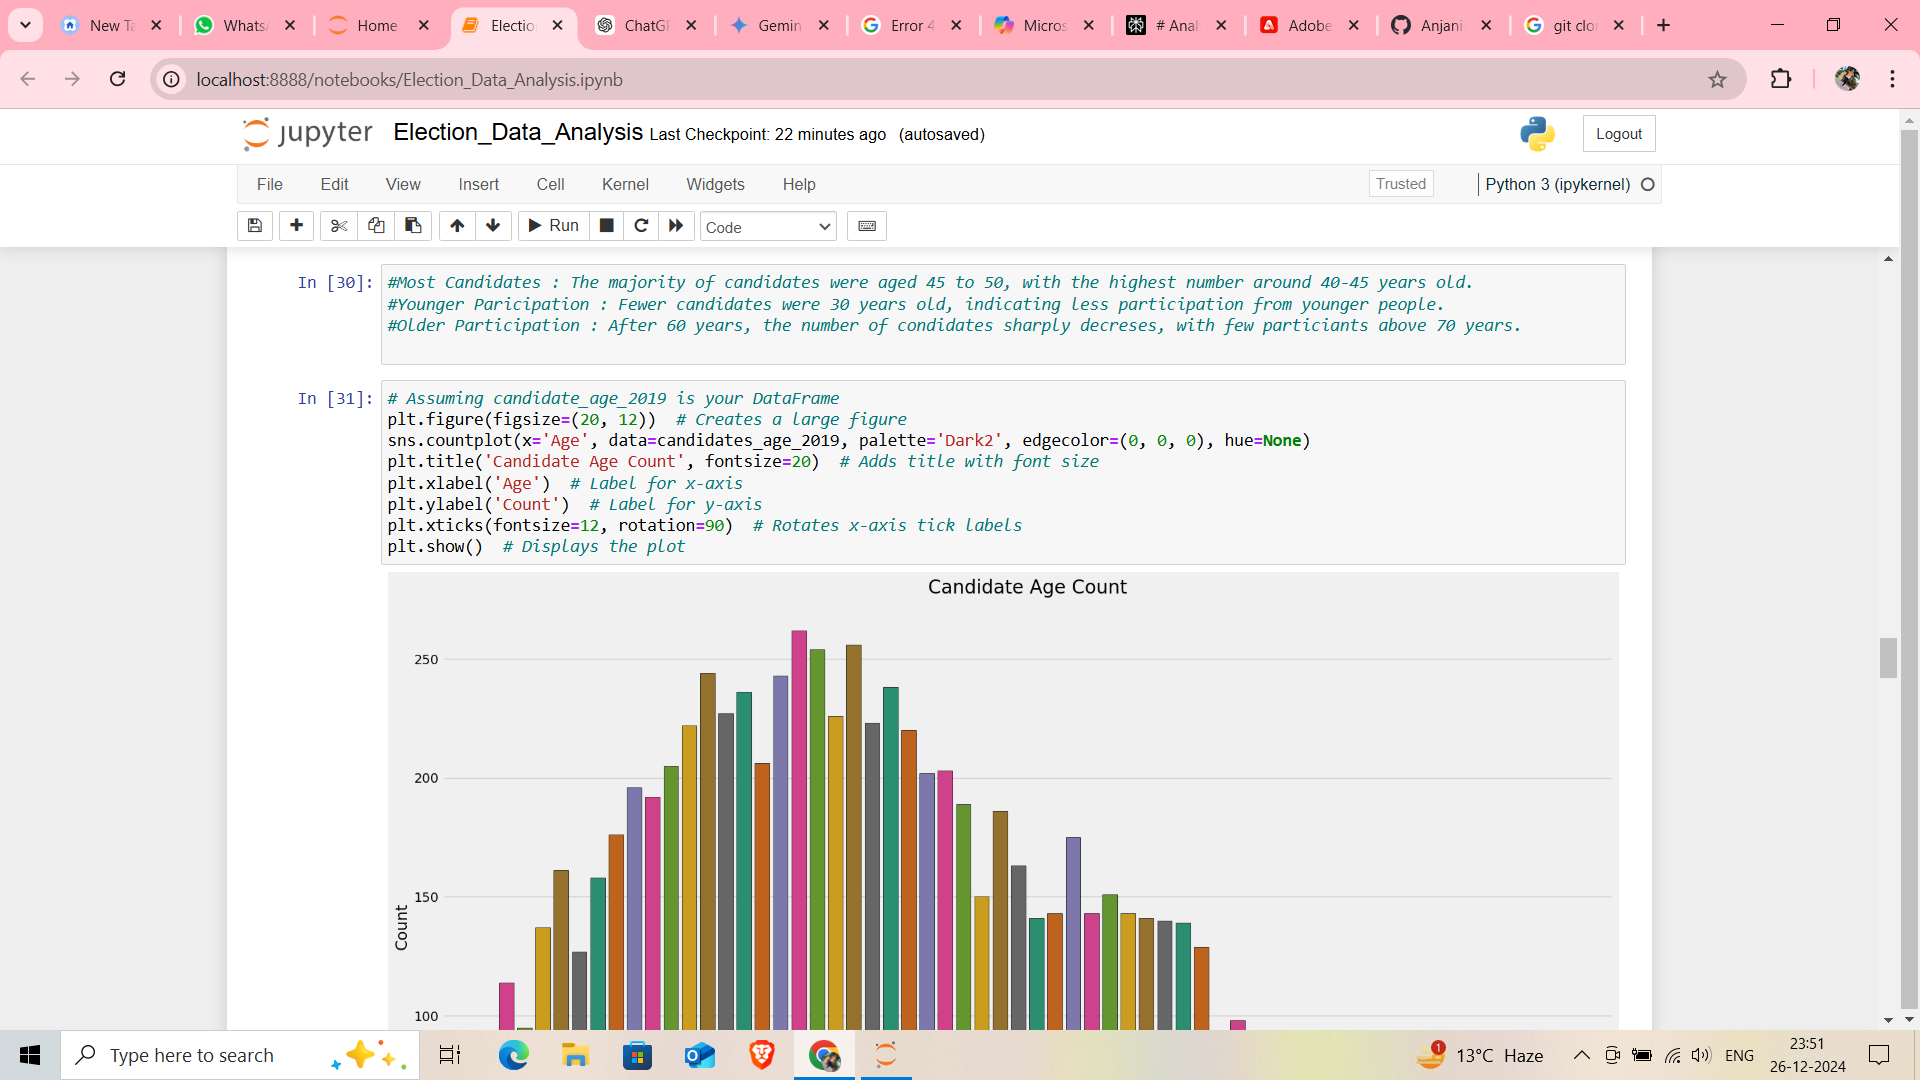 New Ta
Whats
Home
Electio
ChatG
Gemin
Error 4
Micros
# Anal
Adobe
Anjani
git clo
localhost:8888/notebooks/Election_Data_Analysis.ipynb
jupyter Election_Data_Analysis Last Checkpoint: 22 minutes ago (autosaved)
Logout
File Edit View Insert Cell Kernel Widgets Help
Trusted
Python 3 (ipykernel)
Run
Code
In [30]: #Most Candidates : The majority of candidates were aged 45 to 50, with the highest number around 40-45 years old.
#Younger Paricipation : Fewer candidates were 30 years old, indicating less participation from younger people.
#Older Participation : After 60 years, the number of condidates sharply decreses, with few particiants above 70 years.
In [31]: # Assuming candidate_age_2019 is your DataFrame
plt.figure(figsize=(20, 12))  # Creates a large figure
sns.countplot(x='Age', data=candidates_age_2019, palette='Dark2', edgecolor=(0, 0, 0), hue=None)
plt.title('Candidate Age Count', fontsize=20)  # Adds title with font size
plt.xlabel('Age')  # Label for x-axis
plt.ylabel('Count')  # Label for y-axis
plt.xticks(fontsize=12, rotation=90)  # Rotates x-axis tick labels
plt.show()  # Displays the plot
Candidate Age Count
250
200
150
100
Count
Type here to search
1
13°C Haze
ENG
23:51
26-12-2024